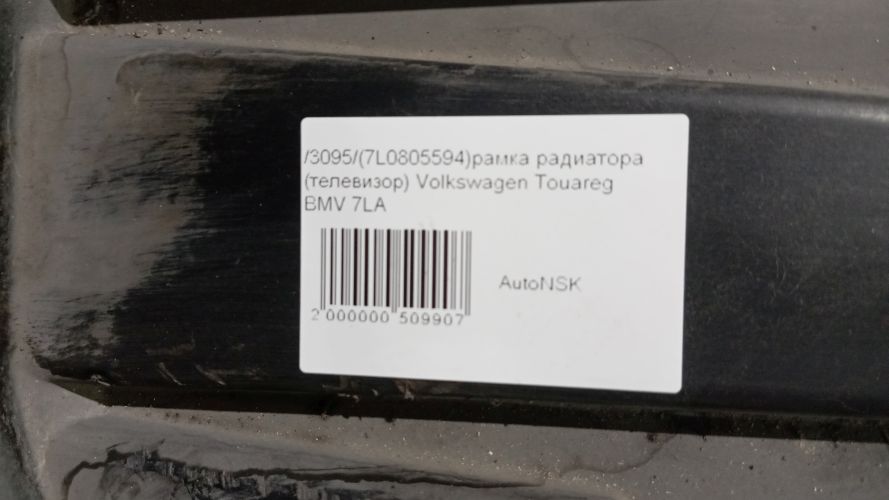 /3095/(7L0805594)рамка радиатора
(телевизор) Volkswagen Touareg
BMV 7LA
AutoNSK
2 000000 509907